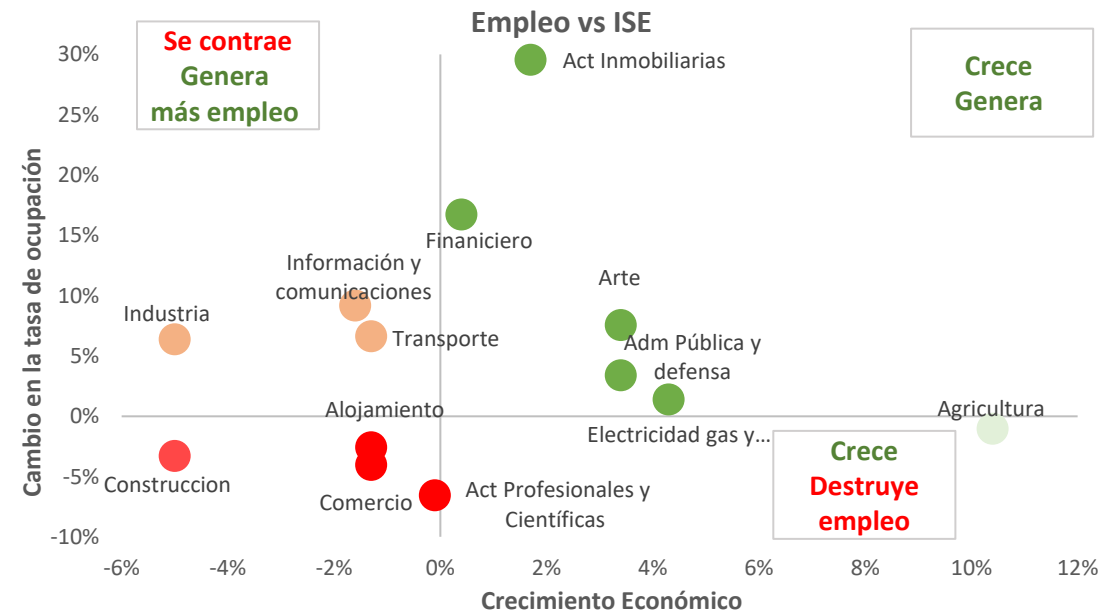 Empleo vs ISE
Se contrae
Genera
más empleo
Crece
Genera
Cambio en la tasa de ocupación
30%
25%
20%
15%
10%
5%
0%
-5%
-10%
Act Inmobiliarias
Finaniciero
Información y
comunicaciones
Industria
Transporte
Arte
Adm Pública y
defensa
Electricidad gas y...
Agricultura
Alojamiento
Construccion
Comercio
Act Profesionales y
Científicas
Crece
Destruye
empleo
-6%
-4%
-2%
0%
2%
4%
6%
8%
10%
12%
Crecimiento Económico